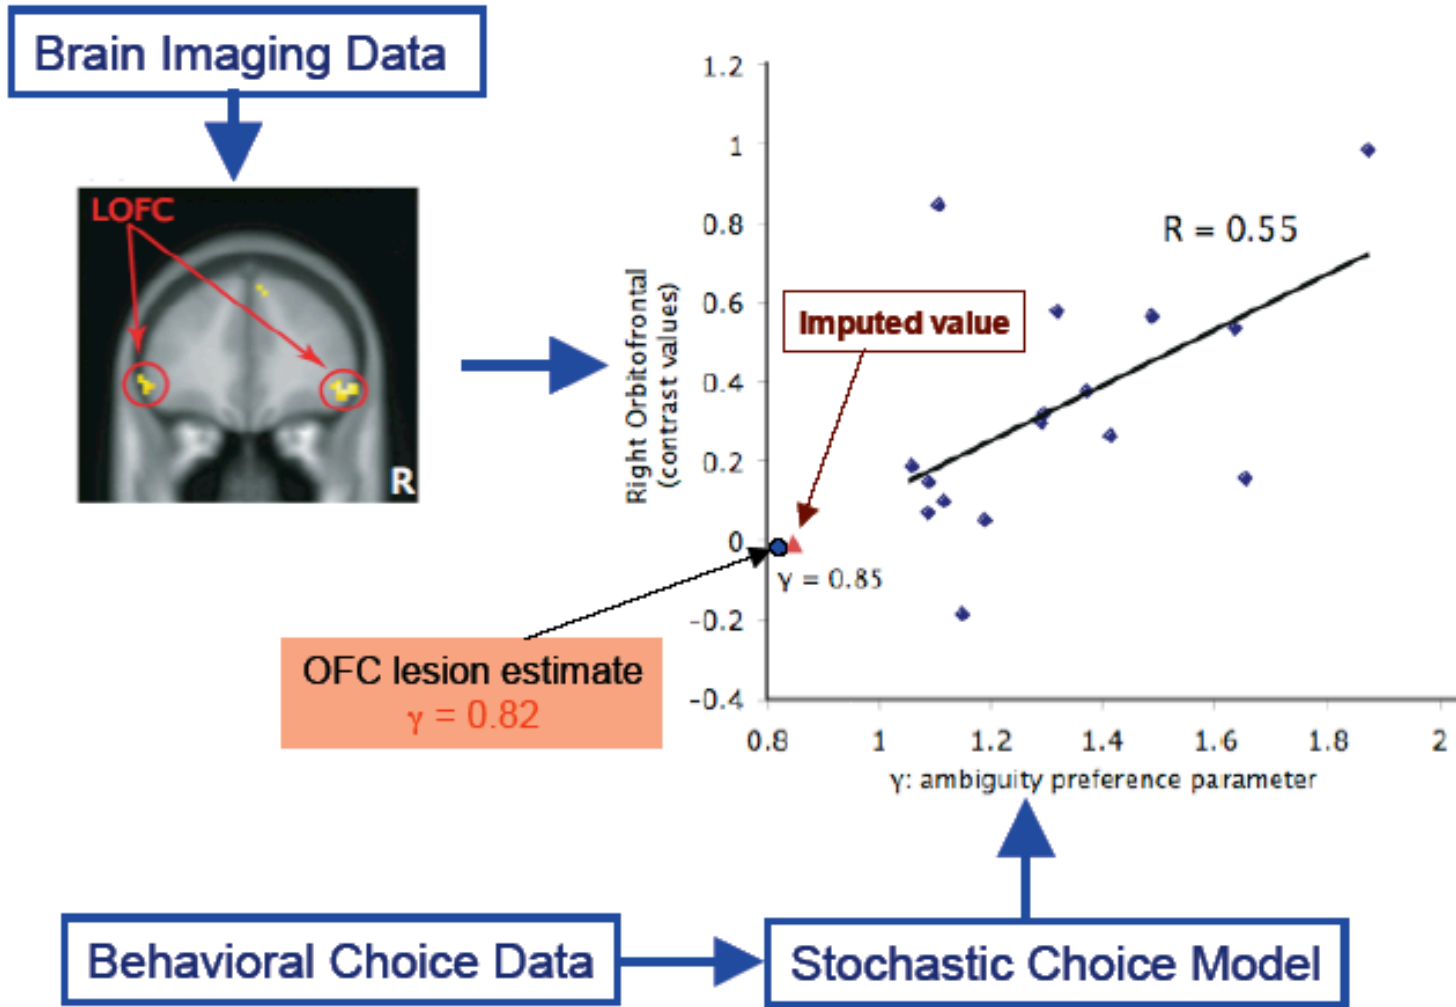 Brain Imaging Data
LOFC
R
1.2
1
0.8
0.6
0.4
0.2
0
-0.2
-0.4
Right Orbitofrontal
(contrast values)
R = 0.55
Imputed value
γ = 0.85
OFC lesion estimate
γ = 0.82
0.8 1 1.2 1.4 1.6 1.8 2
γ: ambiguity preference parameter
Behavioral Choice Data
Stochastic Choice Model